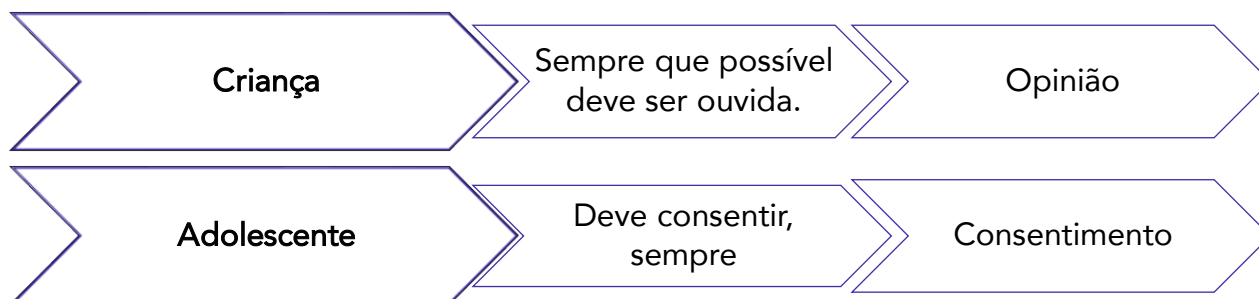 Criança
Sempre que possível
deve ser ouvida.
Opinião
Adolescente
Deve consentir,
sempre
Consentimento